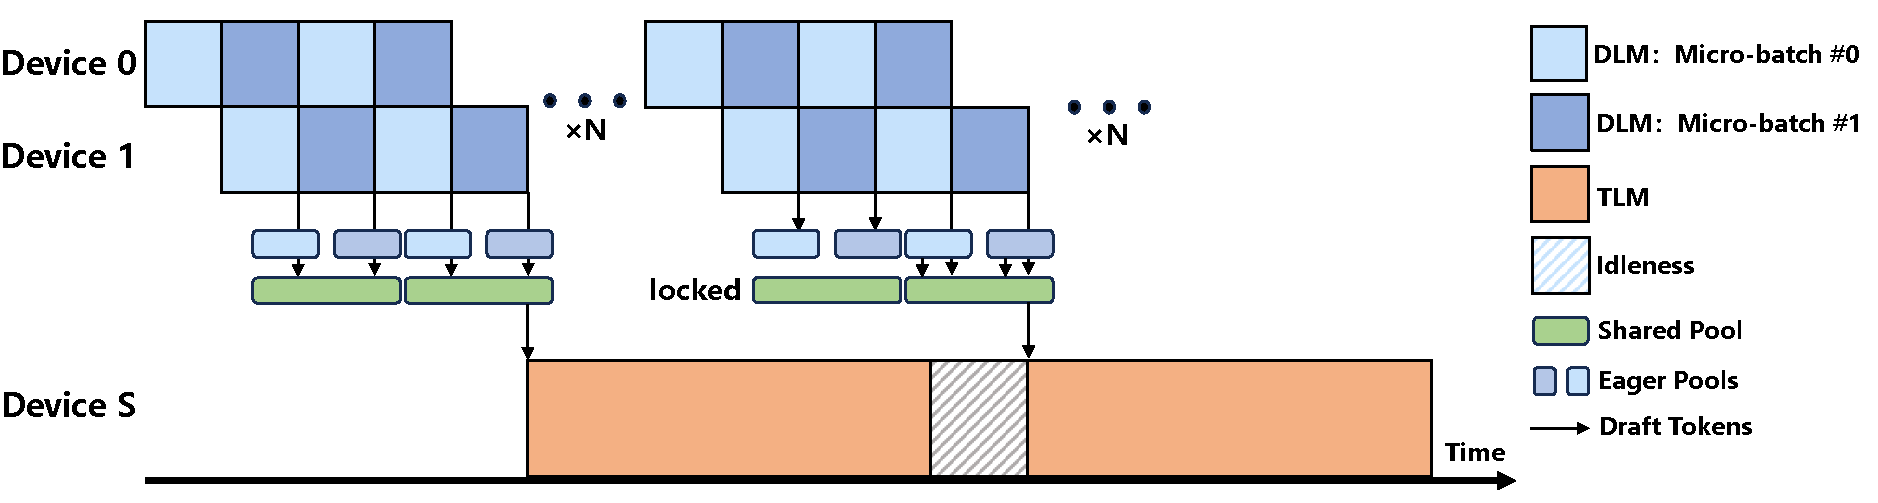 Device 0
Device 1
×N
×N
locked
Device S
Time
DLM: Micro-batch #0
DLM: Micro-batch #1
TLM
Idleness
Shared Pool
Eager Pools
Draft Tokens